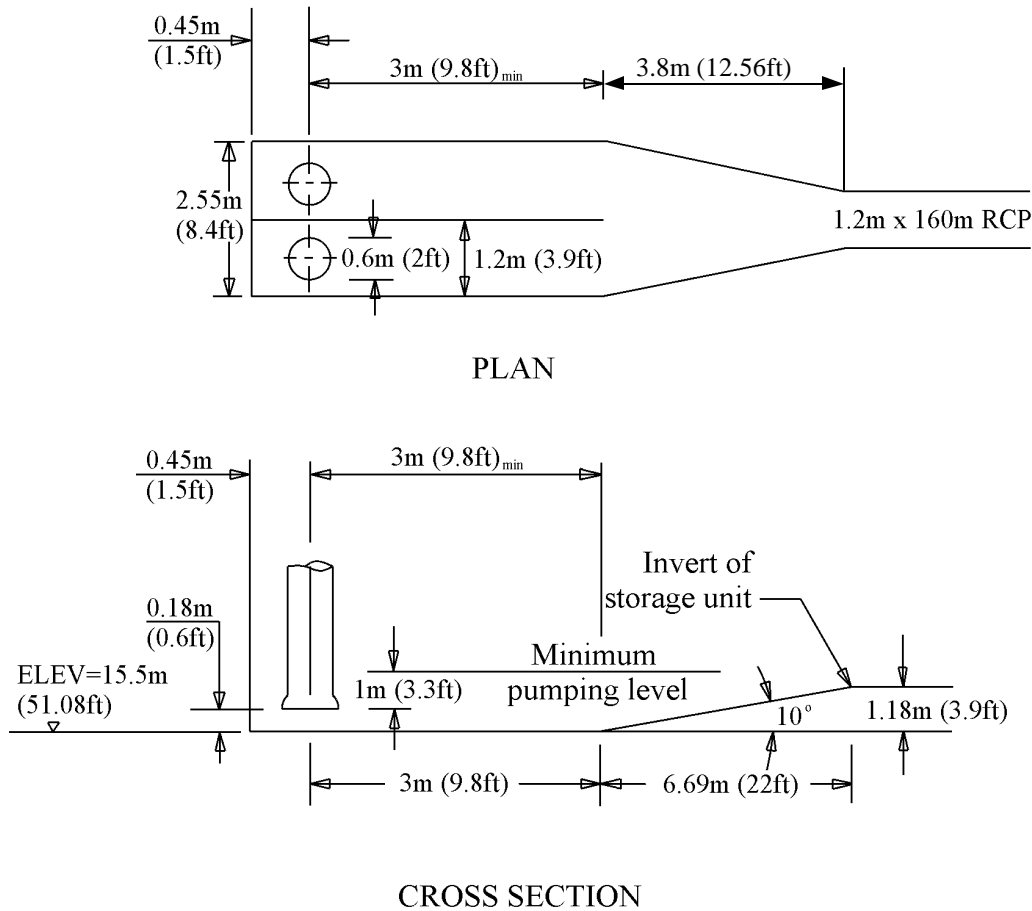 0.45m
(1.5ft)
3m (9.8ft)min
3.8m (12.56ft)
2.55m
(8.4ft)
0.6m (2ft)
1.2m (3.9ft)
1.2m x 160m RCP
PLAN
0.45m
(1.5ft)
3m (9.8ft)min
Invert of
storage unit
0.18m
(0.6ft)
Minimum
pumping level
ELEV=15.5m
(51.08ft)
1m (3.3ft)
10°
1.18m (3.9ft)
3m (9.8ft)
6.69m (22ft)
CROSS SECTION